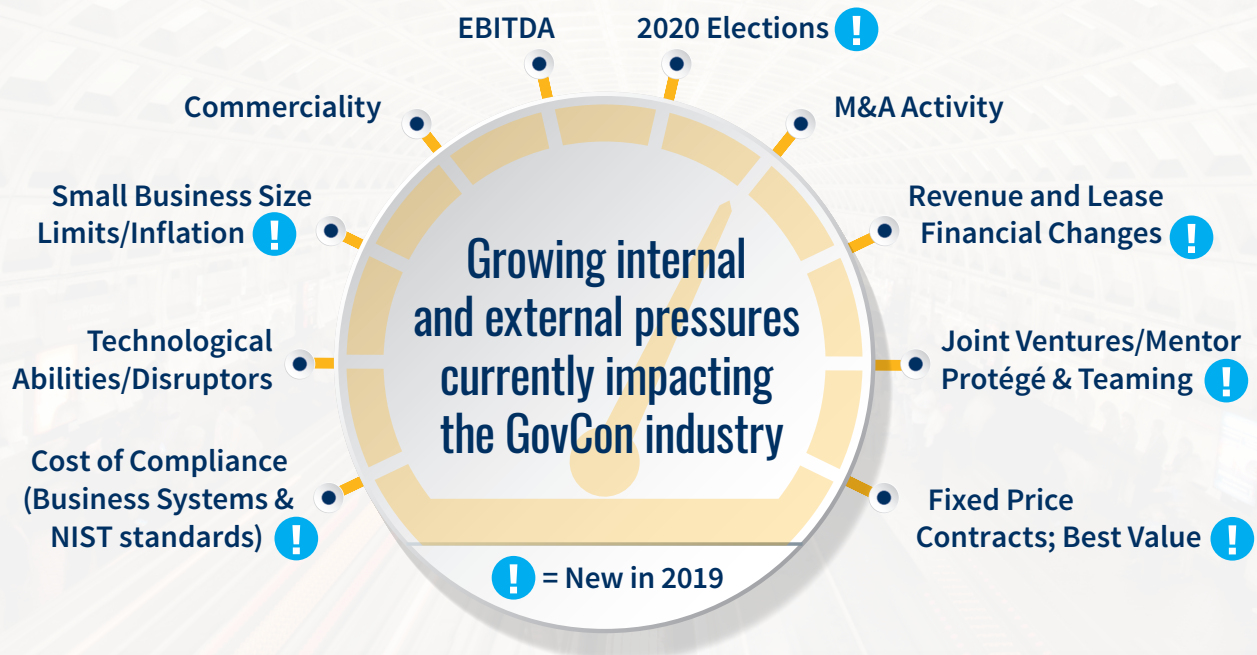 EBITDA
2020 Elections !
Commerciality
M&A Activity
Small Business Size
Limits/Inflation !
Revenue and Lease
Financial Changes !
Growing internal
and external pressures
currently impacting
the GovCon industry
Technological
Abilities/Disruptors
Joint Ventures/Mentor
Protégé & Teaming !
Cost of Compliance
(Business Systems &
NIST standards) !
Fixed Price
Contracts; Best Value !
! = New in 2019